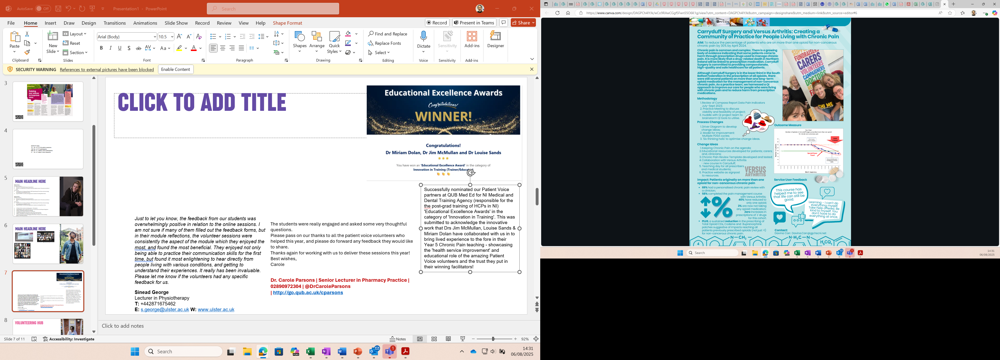 AutoSave
Off
Presentation1 - PowerPoint
Search
File
Home
Insert
Draw
Design
Transitions
Animations
Slide Show
Record
Review
View
Help
Shape Format
Record
Present in Teams
Share
Paste
Clipboard
New
Slide
Layout
Reset
Section
Slides
Arial (Body)
10.5
Font
Paragraph
Shapes
Arrange
Quick
Styles
Drawing
Find and Replace
Replace Fonts
Select
Editing
Dictate
Voice
Sensitivity
Sensitivity
Add-ins
Add-ins
Designer
SECURITY WARNING References to external pictures have been blocked
Enable Content
3
Raising
our voices
to improve
care
VERSUS
ARTHRITIS
4
VERSUS
ARTHRITIS
5
MAIN HEADLINE HERE
6
MAIN HEADLINE HERE
7
8
VOLUNTEERING HUB
CLICK TO ADD TITLE
Educational Excellence Awards
Congratulations!
WINNER!
Congratulations!
Dr Miriam Dolan, Dr Jim McMullan and Dr Louise Sands
You have won an 'Educational Excellence Award' in the category of
Innovation in Training (Trainer/Educat
Successfully nominated our Patient Voice
partners at QUB Med Ed for NI Medical and
Dental Training Agency (responsible for the
the post-grad training of HCPs in NI)
'Educational Excellence Awards' in the
category of 'Innovation in Training'. This was
submitted to acknowledge the innovative
work that Drs Jim McMullan, Louise Sands &
Miriam Dolan have collaborated with us in to
bring lived experience to the fore in their
Year 5 Chronic Pain teaching - showcasing
the 'health service improvement' and
educational role of the amazing Patient
Voice volunteers and the trust they put in
their winning facilitators!
Just to let you know, the feedback from our students was
overwhelmingly positive in relation to the online sessions. I
am not sure if many of them filled out the feedback forms, but
in their module reflections, the volunteer sessions were
consistently the aspect of the module which they enjoyed the
most, and found the most beneficial. They enjoyed not only
being able to practice their communication skills for the first
time, but found it most enlightening to hear directly from
people living with various conditions, and getting to
understand their experiences. It really has been invaluable.
Please let me know if the volunteers had any specific
feedback for us.
Sinead George
Lecturer in Physiotherapy
T: +442871675462
E: s.george@ulster.ac.uk W: www.ulster.ac.uk
The students were really engaged and asked some very thoughtful
questions.
Please pass on our thanks to all the patient voice volunteers who
helped this year, and please do forward any feedback they would like
to share.
Thanks again for working with us to deliver these sessions this year!
Best wishes,
Carole
Dr. Carole Parsons | Senior Lecturer in Pharmacy Practice |
02890972304 | @DrCaroleParsons
| http://go.qub.ac.uk/cparsons
Click to add notes
Slide 7 of 11
Accessibility: Investigate
Notes
92%
Search
14:31
06/08/2025
https://www.canva.com/design/DAGPCh4IYJk/wCo9RAwCGgfSFwn55O6K1g/view?utm_content=DAGPCh4IYJk&utm_campaign=designshare&utm_medium=link&utm_source=editor#6
Carryduff Surgery and Versus Arthritis: Creating a
Community of Practice for People Living with Chronic Pain
AIM: To reduce the percentage of patients who are on more than one opioid for non-cancerous
chronic pain by 30% by April 2024.
Chronic pain is common and complex. There is a growing
body of evidence indicating that some patients come to
harm through prescription drugs used to manage chronic
pain. It is more likely that a drug-related death in Northern
Ireland will be linked to prescription medication. Carryduff
Surgery is committed to providing compassionate,
high-quality and safe healthcare for all patients.
Although Carryduff Surgery is in the lower third in the South
Belfast Federation in the prescription of all opioids, there
were still several patients on more than one long-term
opioid medication for the management of non-cancerous
chronic pain. As a practice team, we harnessed a QI
approach to improve our care for people who were living
with chronic pain and to reduce harm from prescription
medications.
Methodology
1. Review of Compass Report Data Pain Indicators
July-Sept 2023;
2. Practice Meeting to discuss
viability and feasibility of project;
3. Huddle with QI project team to
brainstorm QI tools to utilise.
Process Changes
1. Driver Diagram to develop
change ideas;
2. Model for Improvement;
Multiple PDSA cycles;
3. 'Six thinking hats' to optimise change ideas.
Change Ideas
1. Keeping Chronic Pain on the agenda;
2. Educational resources developed for patients; carers;
and, clinicians;
3. Chronic Pain Review Template developed and tested;
4. Collaboration with Versus Arthritis
- new course in Carryduff;
5. Teaching day for all prescribers
and medical students;
6. Practice website as signpost
to resources.
VERSUS
ARTHRITIS
Impact: Patients originally on more than one
opioid for non-cancerous chronic pain
69% had a personalised chronic pain review with
a clinician;
58% completed the pain management course
with Versus Arthritis;
40% have reduced to
only one opioid;
3% are now not taking
any opioid medication;
Zero increases in
prescriptions of 'z' drugs
for this cohort.
PLUS, a sustained reduction in the prescribing of
Total Opioid CDs, Codeine and Buprenorphine
patches suggestive of impacts reaching all
patients previously prescribed opioids (not just >1)
for non-cancerous chronic pain.
FUNDRAISERS
CARERS
VOLUNTEERS
CAMPAIGNERS
DOCTORS
Outcome Measure
Service User Feedback
This course has
helped me to see
that life can still be
good.
Learning - I can't do
everything myself.
Take help offered. Be
kind to myself. You
don't have to do
everything at once.
Contact:
Davina Carr, Davina.Carr@gp.hscni.net
4
N-CH3
N-H3C-N
H5CQ
Search
14:31
06/08/2025